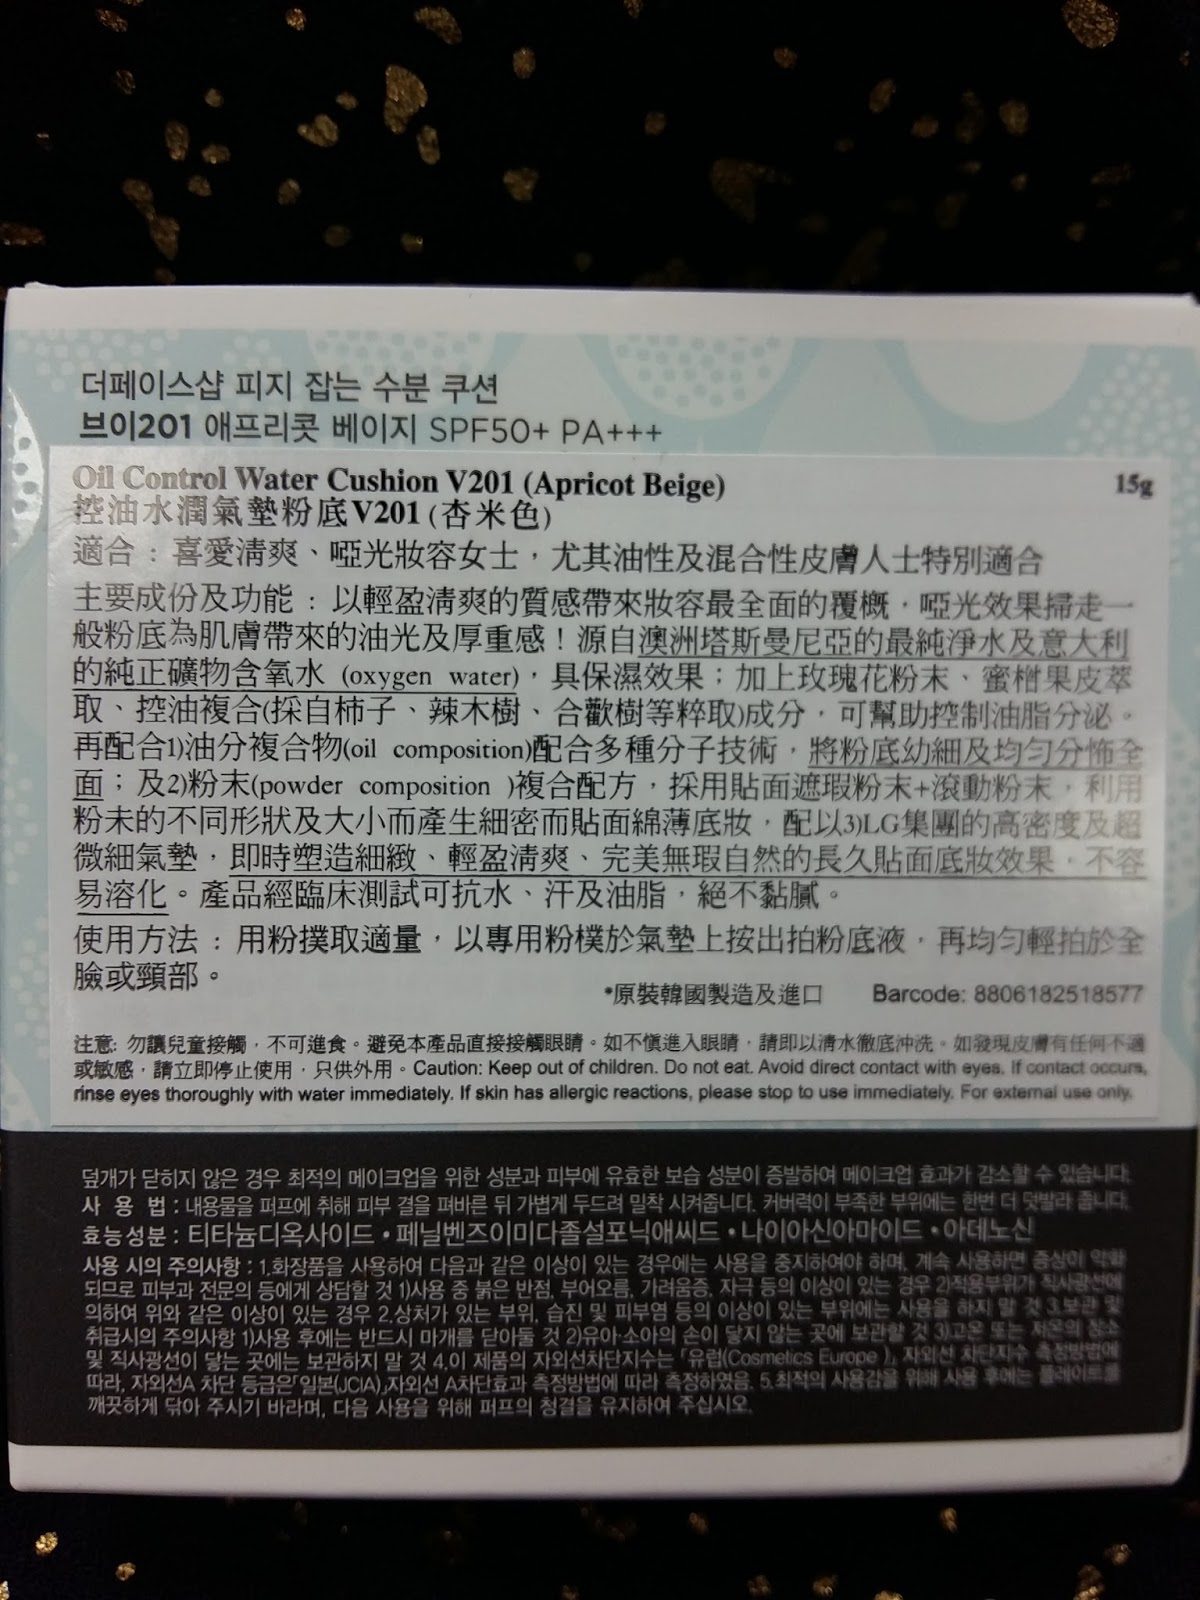 더페이스샵 피지 잡는 수분 쿠션
브이201 애프리콧 베이지 SPF50+ PA+++
Oil Control Water Cushion V201 (Apricot Beige) 15g
控油水潤氣墊粉底V201 (杏米色)
適合：喜愛清爽、啞光妝容女士，尤其油性及混合性皮膚人士特別適合
主要成份及功能：以輕盈清爽的質感帶來妝容最全面的覆概，啞光效果掃走一
般粉底為肌膚帶來的油光及厚重感！源自澳洲塔斯曼尼亞的最純淨水及意大利
的純正礦物含氧水 (oxygen water)，具保濕效果；加上玫瑰花粉末、蜜柑果皮萃
取、控油複合(採自柿子、辣木樹、合歡樹等粹取)成分，可幫助控制油脂分泌。
再配合1)油分複合物(oil composition)配合多種分子技術，將粉底幼細及均勻分怖全
面；及2)粉末(powder composition )複合配方，採用貼面遮瑕粉末+滾動粉末，利用
粉末的不同形狀及大小而產生細密而貼面綿薄底妝，配以3)LG集團的高密度及超
微細氣墊，即時塑造細緻、輕盈清爽、完美無瑕自然的長久貼面底妝效果，不容
易溶化。產品經臨床測試可抗水、汗及油脂，絕不黏膩。
使用方法：用粉撲取適量，以專用粉樸於氣墊上按出拍粉底液，再均勻輕拍於全
臉或頸部。
*原裝韓國製造及進口 Barcode: 8806182518577
注意: 勿讓兒童接觸，不可進食。避免本產品直接接觸眼睛。如不慎進入眼睛，請即以清水徹底沖洗。如發現皮膚有任何不適
或敏感，請立即停止使用，只供外用。Caution: Keep out of children. Do not eat. Avoid direct contact with eyes. If contact occurs,
rinse eyes thoroughly with water immediately. If skin has allergic reactions, please stop to use immediately. For external use only.
덮개가 닫히지 않은 경우 최적의 메이크업을 위한 성분과 피부에 유효한 보습 성분이 증발하여 메이크업 효과가 감소할 수 있습니다.
사 용 법 : 내용물을 퍼프에 취해 피부 결을 펴바른 뒤 가볍게 두드려 밀착 시켜줍니다. 커버력이 부족한 부위에는 한번 더 덧발라 줍니다.
효능성분 : 티타늄디옥사이드 • 페닐벤즈이미다졸설포닉애씨드 • 나이아신아마이드 • 아데노신
사용 시의 주의사항 : 1.화장품을 사용하여 다음과 같은 이상이 있는 경우에는 사용을 중지하여야 하며, 계속 사용하면 증상이 악화
되므로 피부과 전문의 등에게 상담할 것 1)사용 중 붉은 반점, 부어오름, 가려움증, 자극 등의 이상이 있는 경우 2)적용부위가 직사광선에
의하여 위와 같은 이상이 있는 경우 2.상처가 있는 부위, 습진 및 피부염 등의 이상이 있는 부위에는 사용을 하지 말 것 3.보관 및
취급시의 주의사항 1)사용 후에는 반드시 마개를 닫아둘 것 2)유아·소아의 손이 닿지 않는 곳에 보관할 것 3)고온 또는 저온의 장소
및 직사광선이 닿는 곳에는 보관하지 말 것 4.이 제품의 자외선차단지수는 「유럽(Cosmetics Europe )」 자외선 차단지수 측정방법에
따라, 자외선A 차단 등급은「일본(JCIA)」자외선 A차단효과 측정방법에 따라 측정하였음. 5.최적의 사용감을 위해 사용 후에는 플레이트를
깨끗하게 닦아 주시기 바라며, 다음 사용을 위해 퍼프의 청결을 유지하여 주십시오.